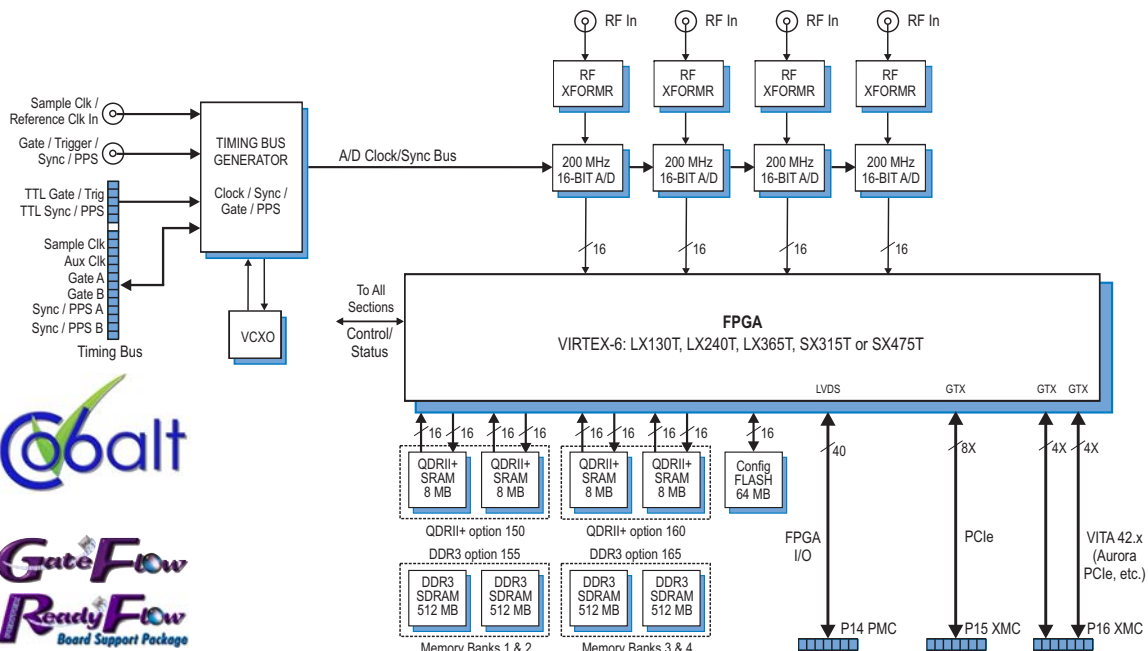 RF In
RF In
RF In
RF In
RF
XFORMR
RF
XFORMR
RF
XFORMR
RF
XFORMR
Sample Clk /
Reference Clk In
Gate / Trigger /
Sync / PPS
TTL Gate / Trig
TTL Sync / PPS
Sample Clk
Aux Clk
Gate A
Gate B
Sync / PPS A
Sync / PPS B
Timing Bus
TIMING BUS
GENERATOR
Clock / Sync /
Gate / PPS
VCXO
A/D Clock/Sync Bus
200 MHz
16-BIT A/D
200 MHz
16-BIT A/D
200 MHz
16-BIT A/D
200 MHz
16-BIT A/D
16
16
16
16
To All
Sections
Control/
Status
FPGA
VIRTEX-6: LX130T, LX240T, LX365T, SX315T or SX475T
LVDS
GTX
GTX
GTX
16
16
16
16
16
16
16
16
16
40
8X
4X
4X
QDRII+
SRAM
8 MB
QDRII+
SRAM
8 MB
QDRII+
SRAM
8 MB
QDRII+
SRAM
8 MB
Config
FLASH
64 MB
QDRII+ option 150
QDRII+ option 160
DDR3 option 155
DDR3 option 165
DDR3
SDRAM
512 MB
DDR3
SDRAM
512 MB
DDR3
SDRAM
512 MB
DDR3
SDRAM
512 MB
Memory Banks 1 & 2
Memory Banks 3 & 4
FPGA
I/O
PCIe
VITA 42.x
(Aurora
PCIe, etc.)
P14 PMC
P15 XMC
P16 XMC
Cobalt
GateFlow
ReadyFlow
Board Support Package